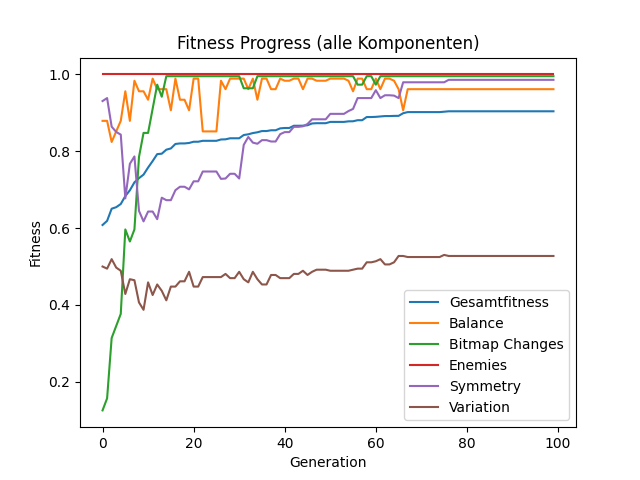 Fitness Progress (alle Komponenten)
Fitness
1.0
0.8
0.6
0.4
0.2
0 20 40 60 80 100
Generation
Gesamtfitness
Balance
Bitmap Changes
Enemies
Symmetry
Variation